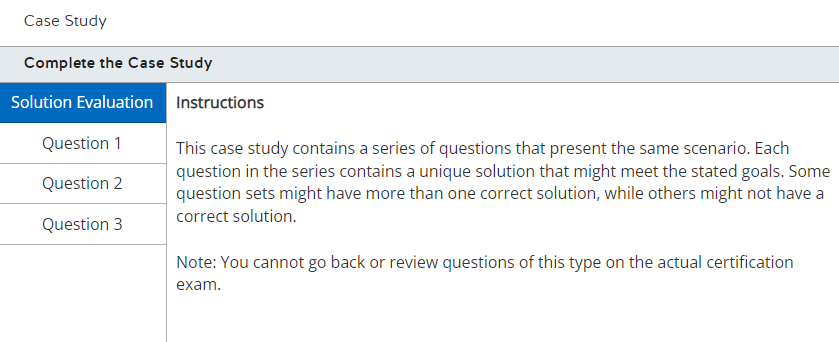 Case Study
Complete the Case Study
Solution Evaluation
Question 1
Question 2
Question 3
Instructions
This case study contains a series of questions that present the same scenario. Each
question in the series contains a unique solution that might meet the stated goals. Some
question sets might have more than one correct solution, while others might not have a
correct solution.
Note: You cannot go back or review questions of this type on the actual certification
exam.